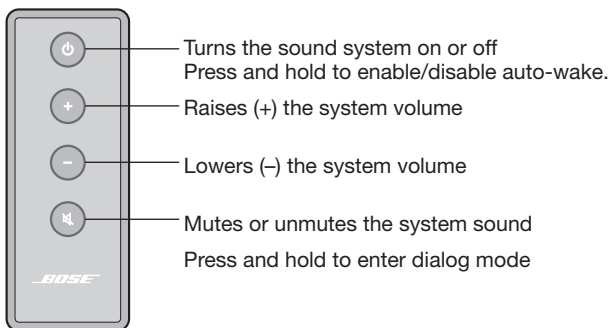 Turns the sound system on or off
Press and hold to enable/disable auto-wake.
+
Raises (+) the system volume
–
Lowers (–) the system volume
Mutes or unmutes the system sound
Press and hold to enter dialog mode
BOSE